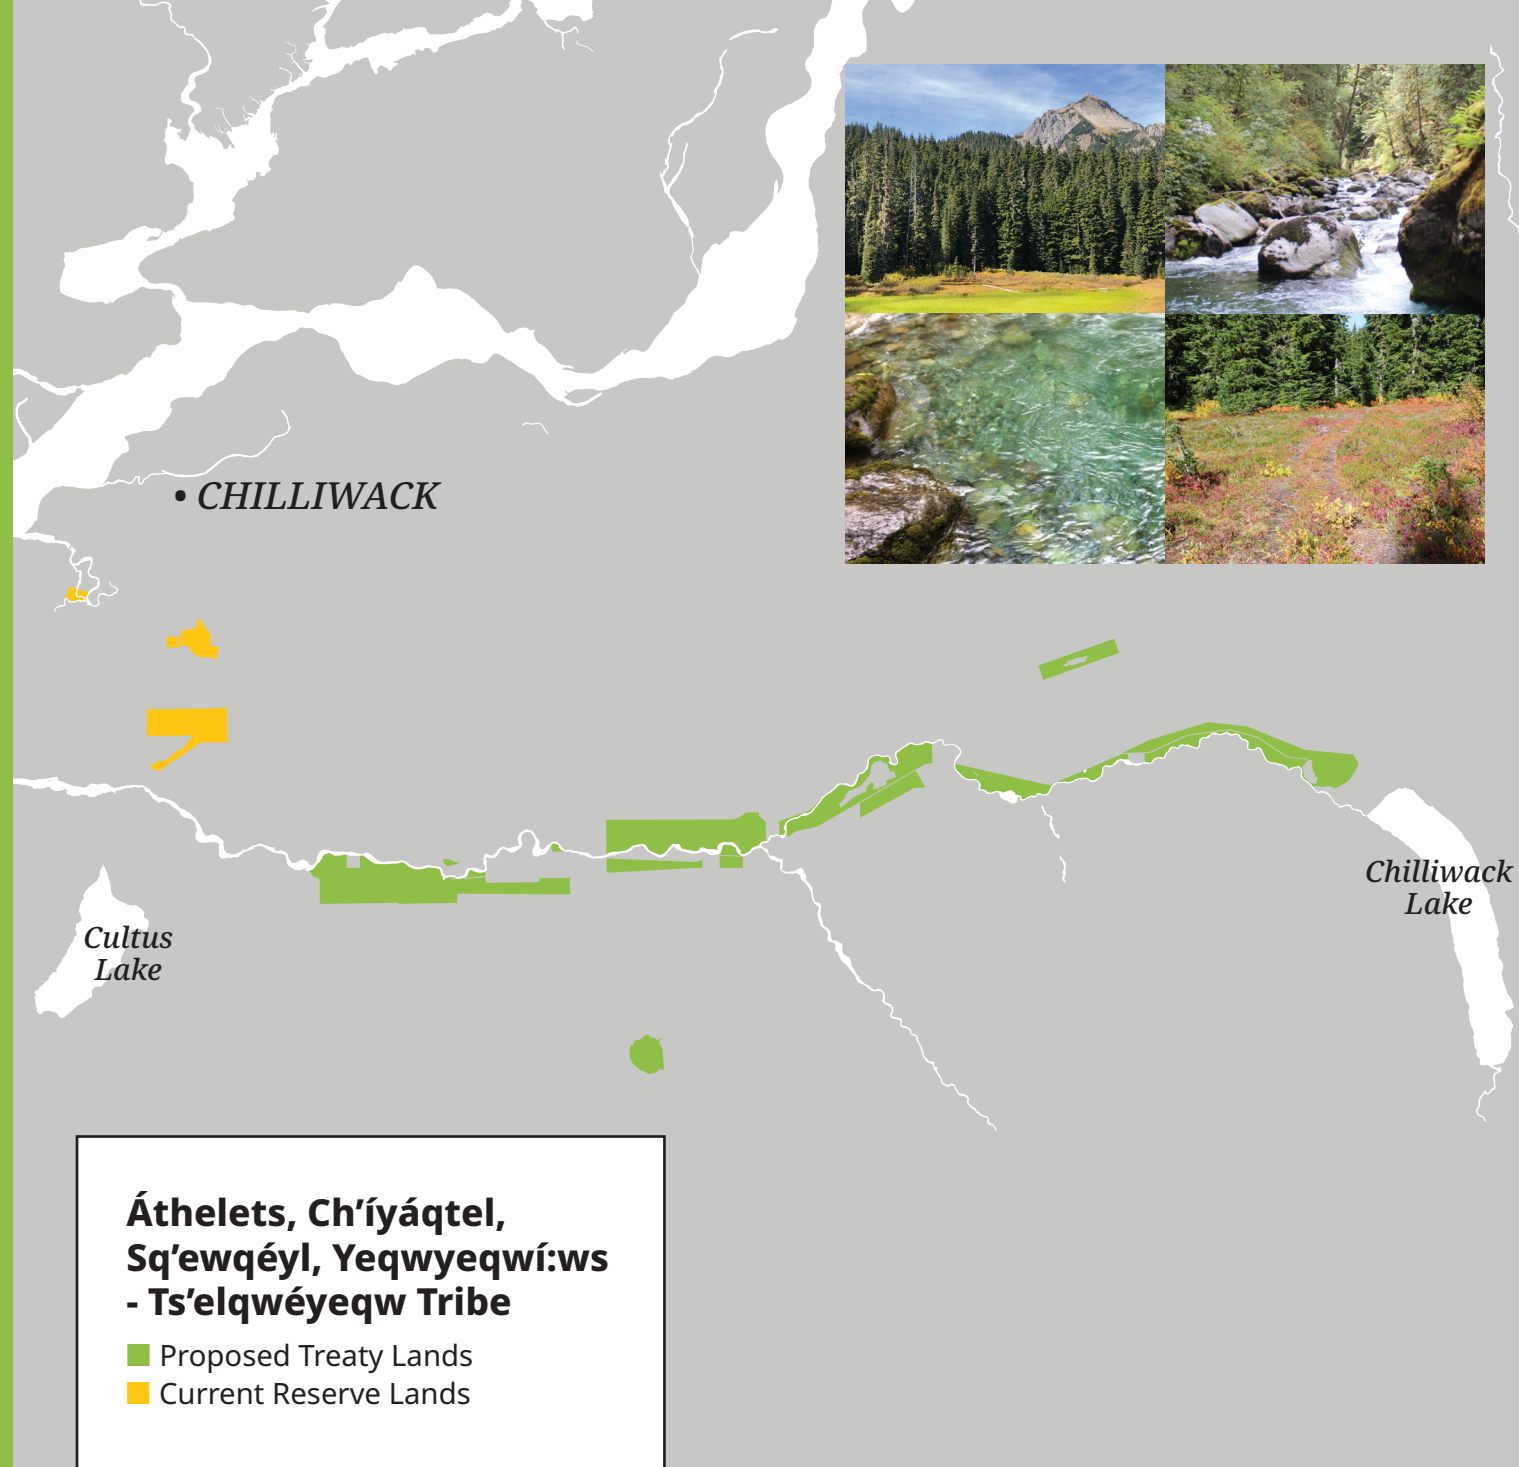 • CHILLIWACK
Chilliwack
Lake
Cultus
Lake
Áthelets, Ch’íyáqtel,
Sq’ewqéyl, Yeqwyeqwí:ws
- Ts’elqwéyeqw Tribe
Proposed Treaty Lands
Current Reserve Lands